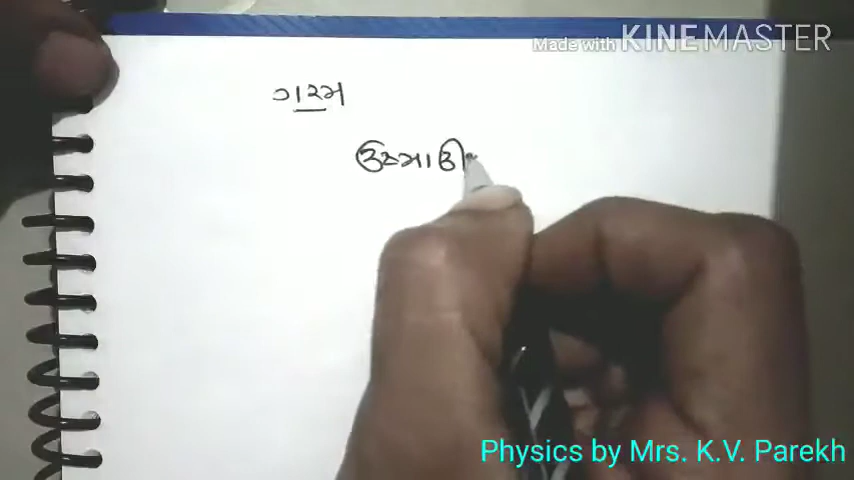 Made with KINEMASTER
ગરમ
ઉષ્મા
Physics by Mrs. K.V. Parekh